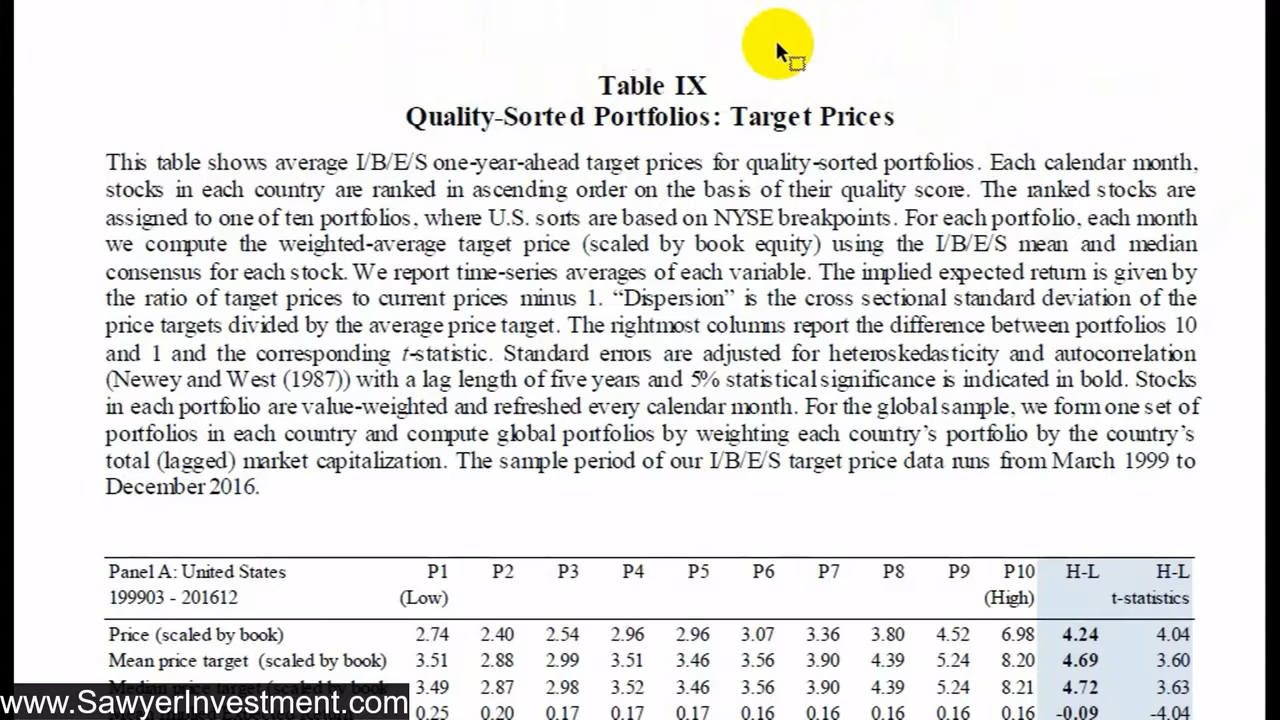 Table IX
Quality-Sorted Portfolios: Target Prices
This table shows average I/B/E/S one-year-ahead target prices for quality-sorted portfolios. Each calendar month,
stocks in each country are ranked in ascending order on the basis of their quality score. The ranked stocks are
assigned to one of ten portfolios, where U.S. sorts are based on NYSE breakpoints. For each portfolio, each month
we compute the weighted-average target price (scaled by book equity) using the I/B/E/S mean and median
consensus for each stock. We report time-series averages of each variable. The implied expected return is given by
the ratio of target prices to current prices minus 1. “Dispersion” is the cross sectional standard deviation of the
price targets divided by the average price target. The rightmost columns report the difference between portfolios 10
and 1 and the corresponding t-statistic. Standard errors are adjusted for heteroskedasticity and autocorrelation
(Newey and West (1987)) with a lag length of five years and 5% statistical significance is indicated in bold. Stocks
in each portfolio are value-weighted and refreshed every calendar month. For the global sample, we form one set of
portfolios in each country and compute global portfolios by weighting each country’s portfolio by the country’s
total (lagged) market capitalization. The sample period of our I/B/E/S target price data runs from March 1999 to
December 2016.
Panel A: United States P1 P2 P3 P4 P5 P6 P7 P8 P9 P10 H-L H-L
199903 - 201612 (Low) (High) t-statistics
Price (scaled by book) 2.74 2.40 2.54 2.96 2.96 3.07 3.36 3.80 4.52 6.98 4.24 4.04
Mean price target (scaled by book) 3.51 2.88 2.99 3.51 3.46 3.56 3.90 4.39 5.24 8.20 4.69 3.60
Median price target (scaled by book 3.49 2.87 2.98 3.52 3.46 3.56 3.90 4.39 5.24 8.21 4.72 3.63
0.25 0.20 0.17 0.17 0.17 0.16 0.16 0.16 0.16 0.16 -0.09 -4.04
www.SawyerInvestment.com